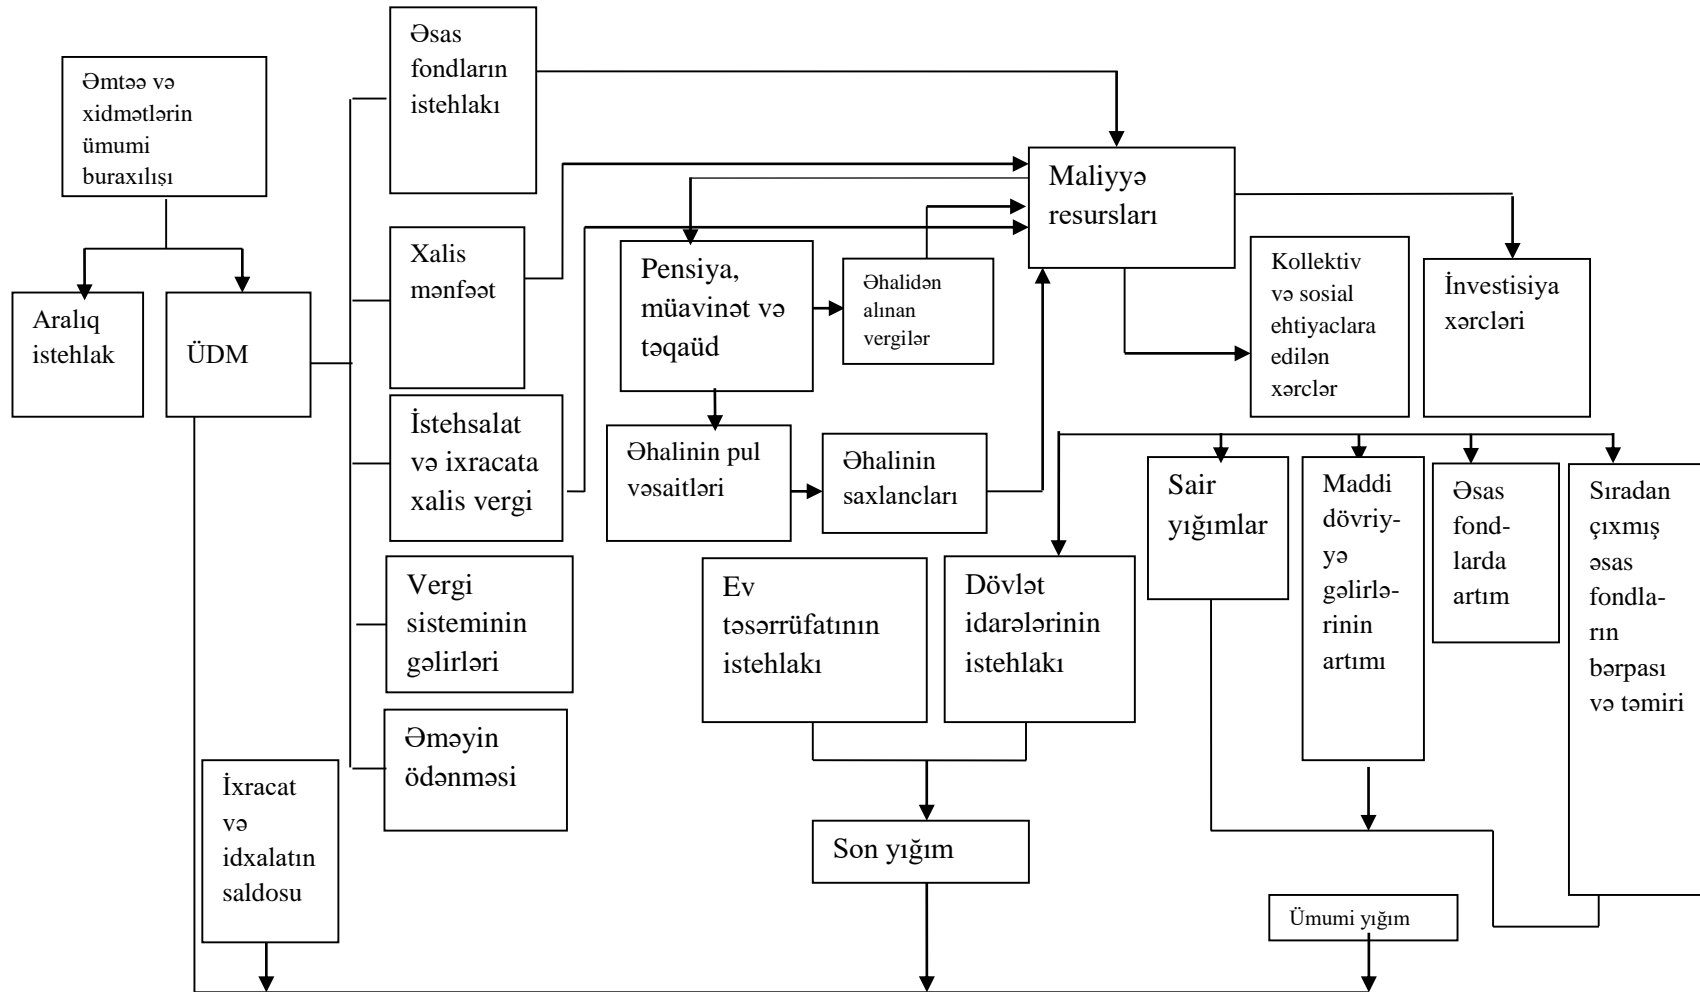 Əmtəə və
xidmətlərin
ümumi
buraxılışı
Aralıq
istehlak
ÜDM
Əsas
fondların
istehlakı
Xalis
mənfəət
İstehsalat
və ixracata
xalis vergi
Vergi
sisteminin
gəlirləri
Əməyin
ödənməsi
İxracat
və
idxalatın
saldosu
Maliyyə
resursları
Pensiya,
müavinət və
təqaüd
Əhalidən
alınan
vergilər
Əhalinin pul
vəsaitləri
Əhalinin
saxlancları
Kollektiv
və sosial
ehtiyaclara
edilən
xərclər
İnvestisiya
xərcləri
Ev
təsərrüfatının
istehlakı
Dövlət
idarələrinin
istehlakı
Sair
yığımlar
Maddi
dövriy-
yə
gəlirlə-
rinin
artımı
Əsas
fond-
larda
artım
Sıradan
çıxmış
əsas
fondla-
rın
bərpası
və təmiri
Son yığım
Ümumi yığım